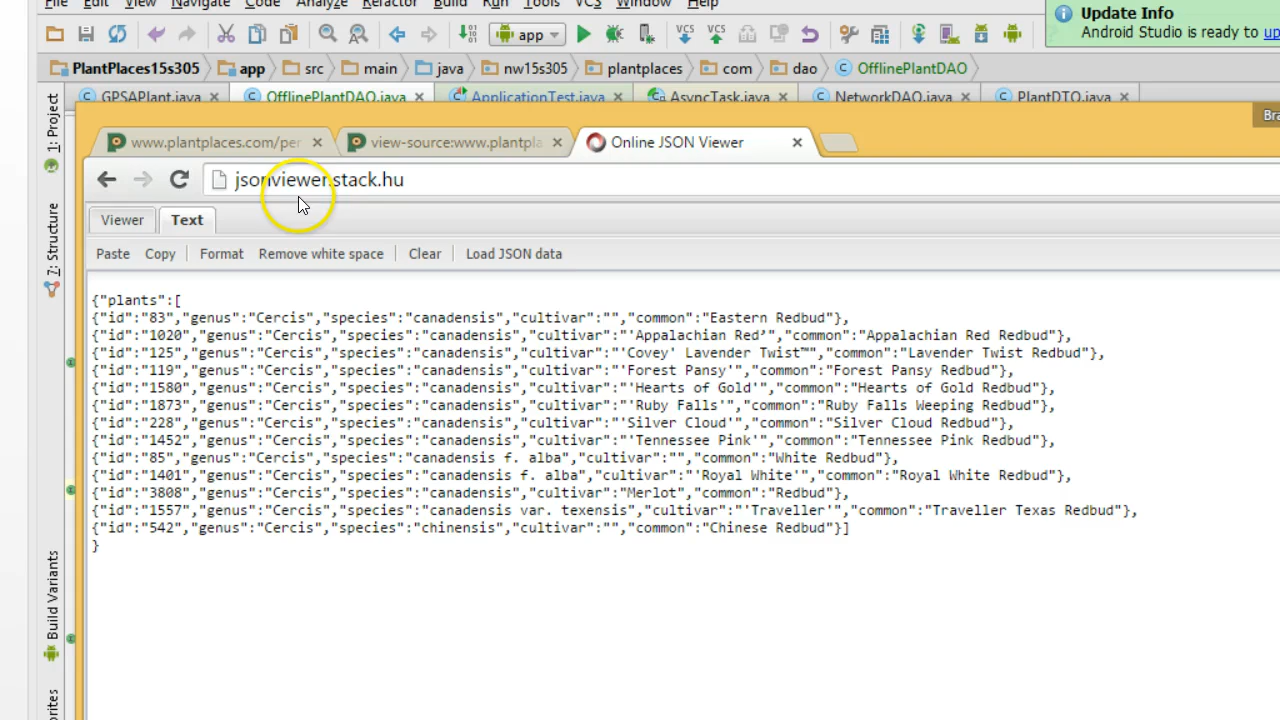 File Edit View Navigate Code Analyze Refactor Build Run Tools VCS Window Help
Update Info
Android Studio is ready to up
app
PlantPlaces15s305 app src main java nw15s305 plantplaces com dao OfflinePlantDAO
GPSAPlant.java OfflinePlantDAO.java ApplicationTest.java AsyncTask.java NetworkDAO.java PlantDTO.java
Bra
www.plantplaces.com/per view-source:www.plantpla Online JSON Viewer
jsonviewer.stack.hu
Viewer Text
Paste Copy Format Remove white space Clear Load JSON data
{"plants":[
{"id":"83","genus":"Cercis","species":"canadensis","cultivar":"","common":"Eastern Redbud"},
{"id":"1020","genus":"Cercis","species":"canadensis","cultivar":"'Appalachian Red’","common":"Appalachian Red Redbud"},
{"id":"125","genus":"Cercis","species":"canadensis","cultivar":"'Covey' Lavender Twist™","common":"Lavender Twist Redbud"},
{"id":"119","genus":"Cercis","species":"canadensis","cultivar":"'Forest Pansy'","common":"Forest Pansy Redbud"},
{"id":"1580","genus":"Cercis","species":"canadensis","cultivar":"'Hearts of Gold'","common":"Hearts of Gold Redbud"},
{"id":"1873","genus":"Cercis","species":"canadensis","cultivar":"'Ruby Falls'","common":"Ruby Falls Weeping Redbud"},
{"id":"228","genus":"Cercis","species":"canadensis","cultivar":"'Silver Cloud'","common":"Silver Cloud Redbud"},
{"id":"1452","genus":"Cercis","species":"canadensis","cultivar":"'Tennessee Pink'","common":"Tennessee Pink Redbud"},
{"id":"85","genus":"Cercis","species":"canadensis f. alba","cultivar":"","common":"White Redbud"},
{"id":"1401","genus":"Cercis","species":"canadensis f. alba","cultivar":"'Royal White'","common":"Royal White Redbud"},
{"id":"3808","genus":"Cercis","species":"canadensis","cultivar":"Merlot","common":"Redbud"},
{"id":"1557","genus":"Cercis","species":"canadensis var. texensis","cultivar":"'Traveller'","common":"Traveller Texas Redbud"},
{"id":"542","genus":"Cercis","species":"chinensis","cultivar":"","common":"Chinese Redbud"}]
}
1: Project
7: Structure
Build Variants
orites